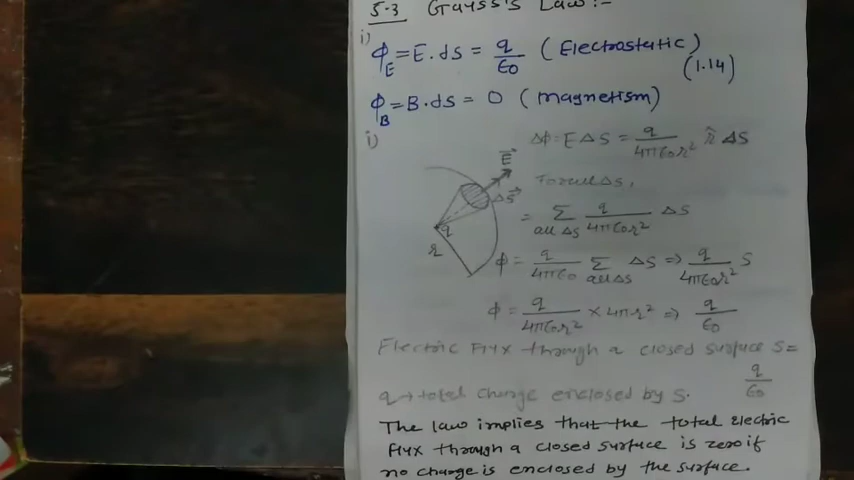 5.3 Gauss's Law :-
i)
ϕE = E.ds = q/ϵ0 (Electrostatic)
(1.14)
ϕB = B.ds = 0 (magnetism)
i)
Δϕ = EΔS = q/4πϵ0r² r̂ ΔS
E⃗
For all ΔS,
ΔS⃗
= Σ all ΔS q/4πϵ0r² ΔS
q
r
ϕ = q/4πϵ0 Σ all ΔS ΔS ⇒ q/4πϵ0r² S
ϕ = q/4πϵ0r² × 4πr² ⇒ q/ϵ0
Electric Flux through a closed surface S =
q/ϵ0
q → total charge enclosed by S.
The law implies that the total electric
Flux through a closed surface is zero if
no charge is enclosed by the surface.